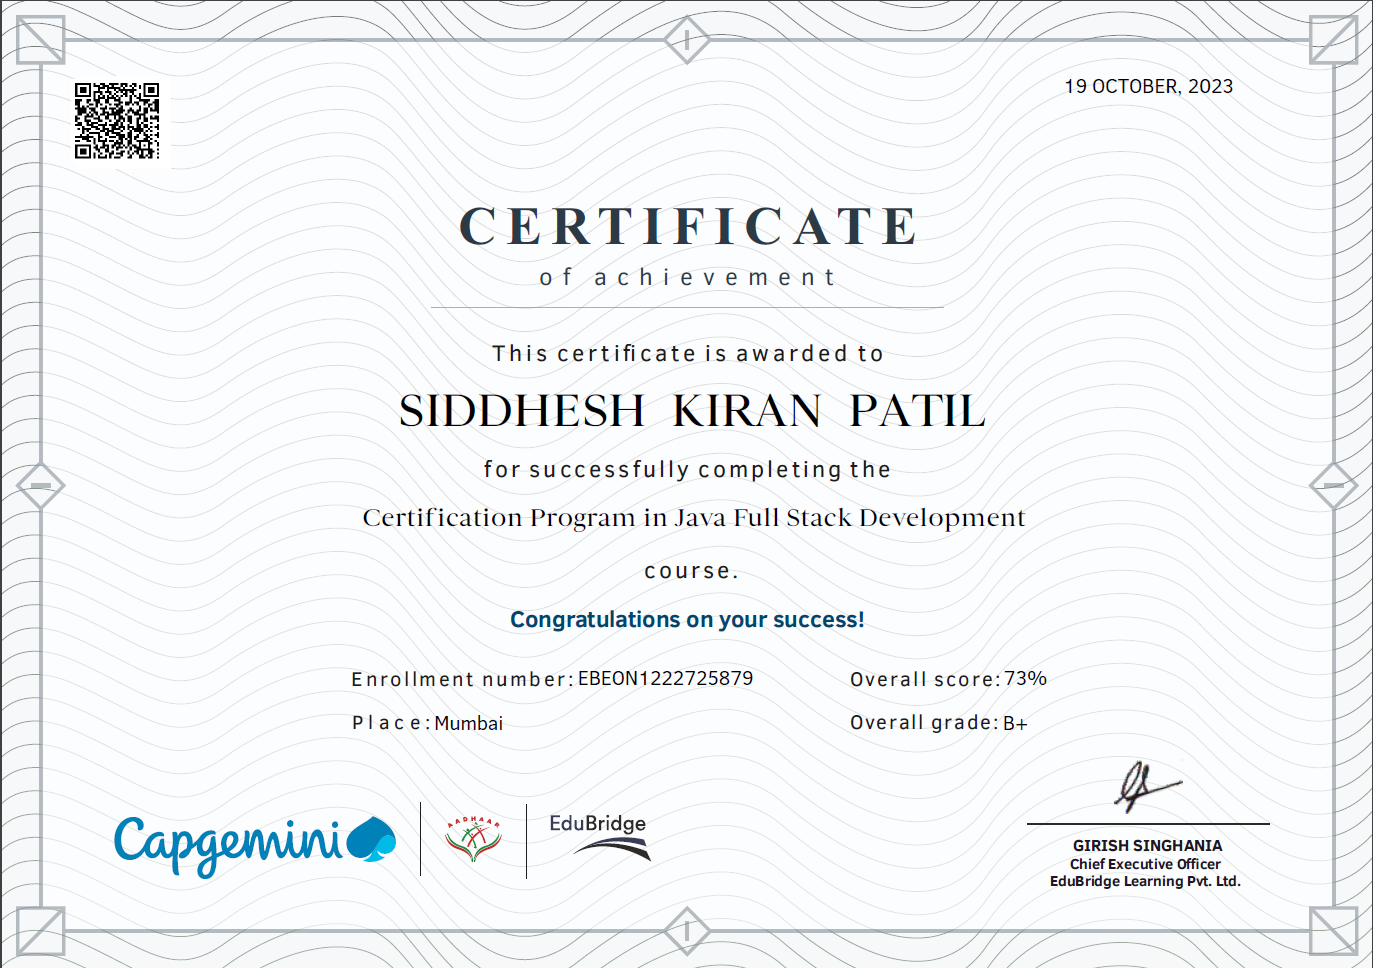 19 OCTOBER, 2023
CERTIFICATE
of achievement
This certificate is awarded to
SIDDHESH KIRAN PATIL
for successfully completing the
Certification Program in Java Full Stack Development
course.
Congratulations on your success!
Enrollment number: EBEON1222725879 Overall score: 73%
Place: Mumbai Overall grade: B+
Capgemini AADHAAR EduBridge
GIRISH SINGHANIA
Chief Executive Officer
EduBridge Learning Pvt. Ltd.